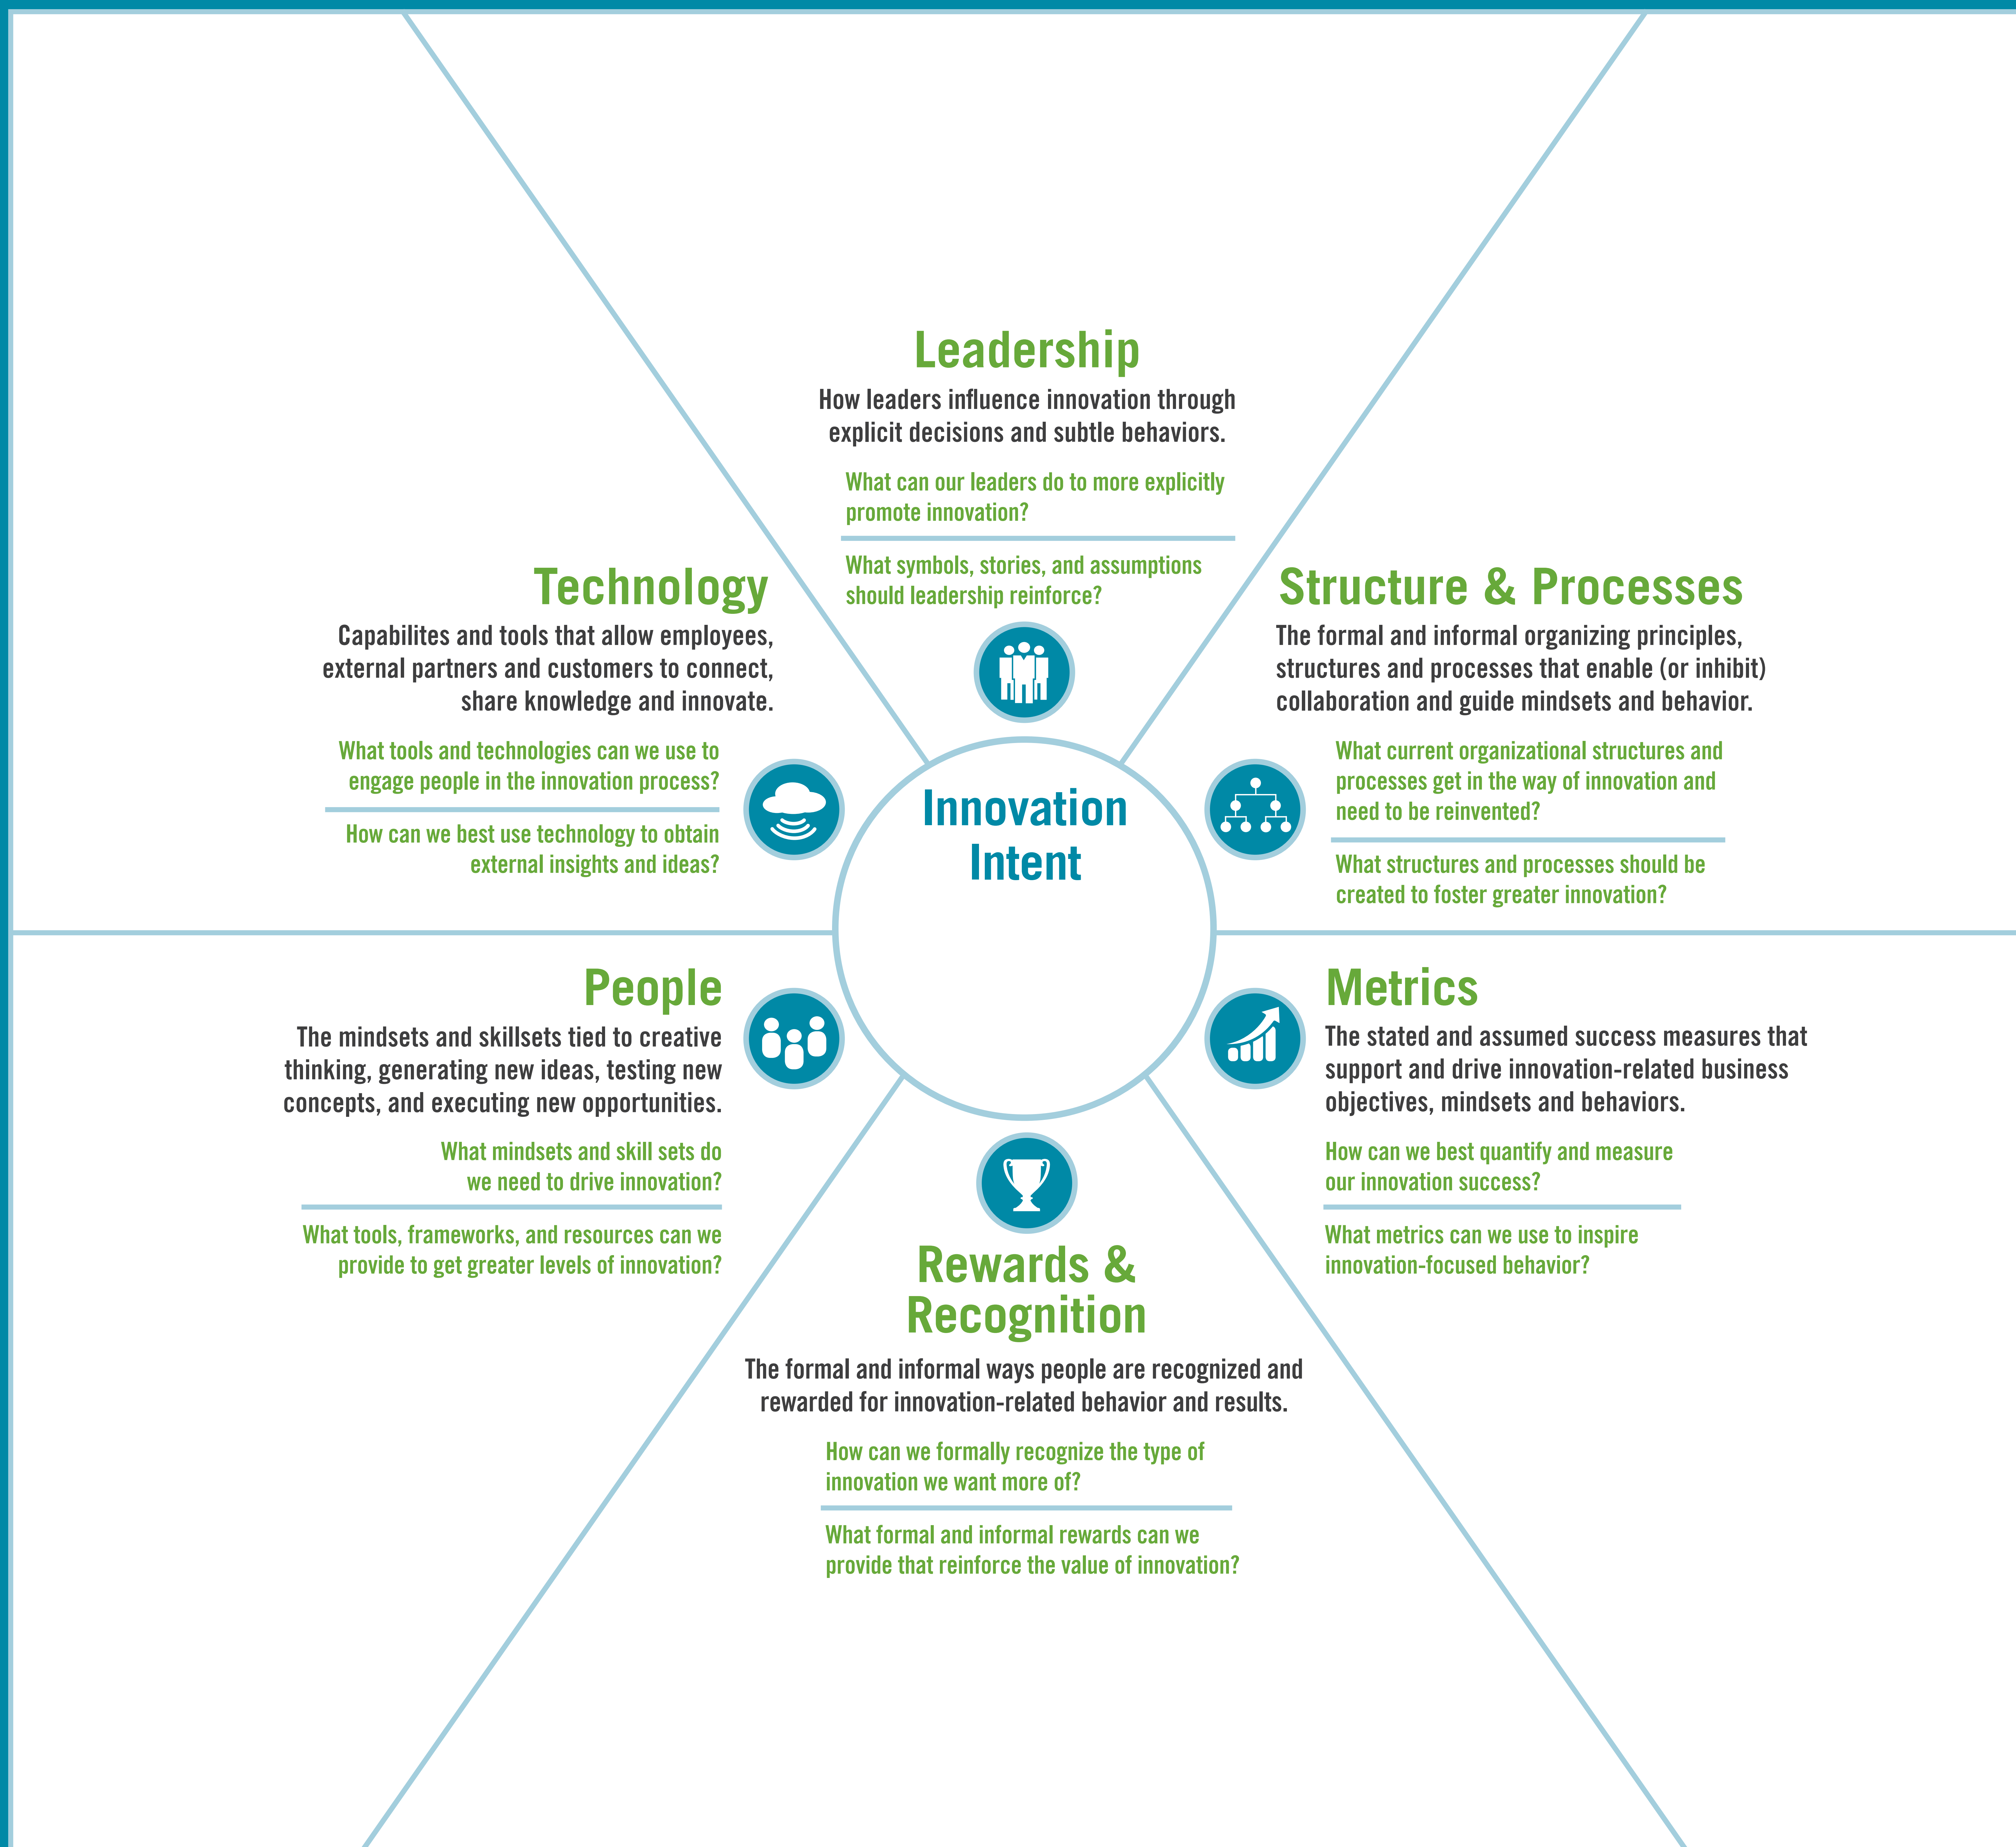 Leadership
How leaders influence innovation through
explicit decisions and subtle behaviors.
What can our leaders do to more explicitly
promote innovation?
What symbols, stories, and assumptions
should leadership reinforce?
Technology
Capabilites and tools that allow employees,
external partners and customers to connect,
share knowledge and innovate.
What tools and technologies can we use to
engage people in the innovation process?
How can we best use technology to obtain
external insights and ideas?
Structure & Processes
The formal and informal organizing principles,
structures and processes that enable (or inhibit)
collaboration and guide mindsets and behavior.
What current organizational structures and
processes get in the way of innovation and
need to be reinvented?
What structures and processes should be
created to foster greater innovation?
Innovation
Intent
People
The mindsets and skillsets tied to creative
thinking, generating new ideas, testing new
concepts, and executing new opportunities.
What mindsets and skill sets do
we need to drive innovation?
What tools, frameworks, and resources can we
provide to get greater levels of innovation?
Metrics
The stated and assumed success measures that
support and drive innovation-related business
objectives, mindsets and behaviors.
How can we best quantify and measure
our innovation success?
What metrics can we use to inspire
innovation-focused behavior?
Rewards &
Recognition
The formal and informal ways people are recognized and
rewarded for innovation-related behavior and results.
How can we formally recognize the type of
innovation we want more of?
What formal and informal rewards can we
provide that reinforce the value of innovation?